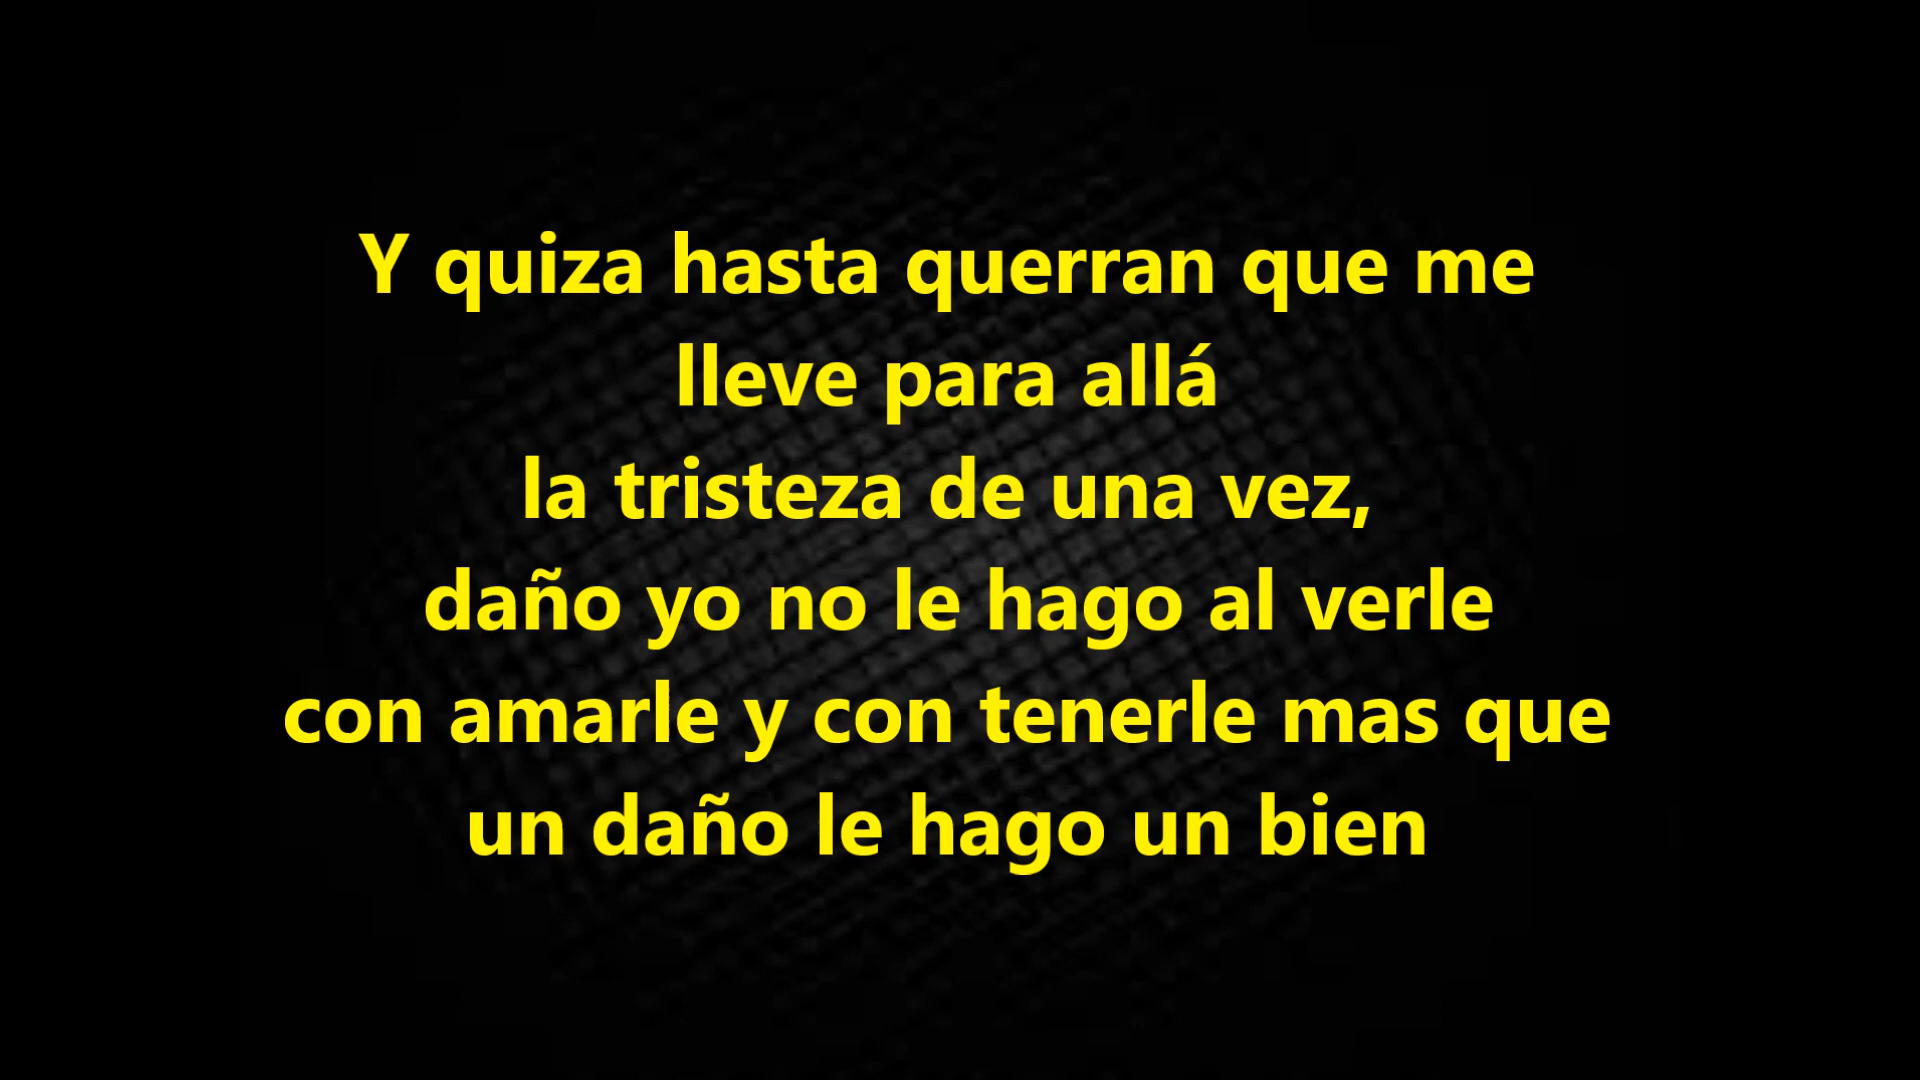 Y quiza hasta querran que me
lleve para allá
la tristeza de una vez,
daño yo no le hago al verle
con amarle y con tenerle mas que
un daño le hago un bien